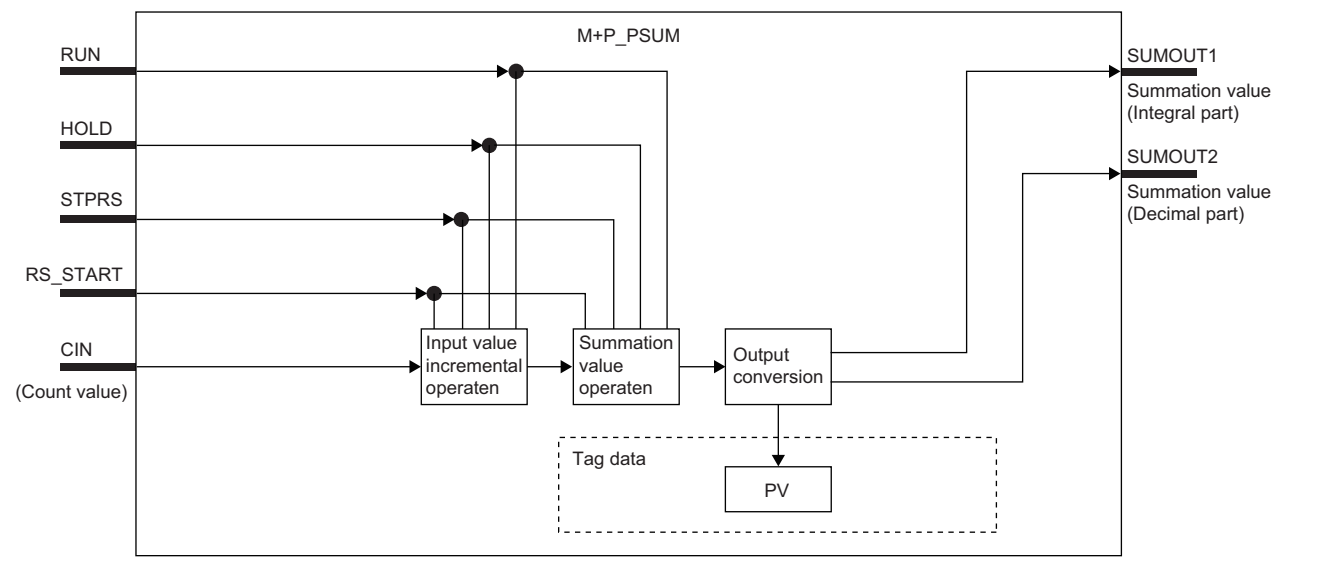 M+P_PSUM
RUN
HOLD
STPRS
RS_START
CIN
(Count value)
Input value
incremental
operaten
Summation
value
operaten
Output
conversion
Tag data
PV
SUMOUT1
Summation value
(Integral part)
SUMOUT2
Summation value
(Decimal part)